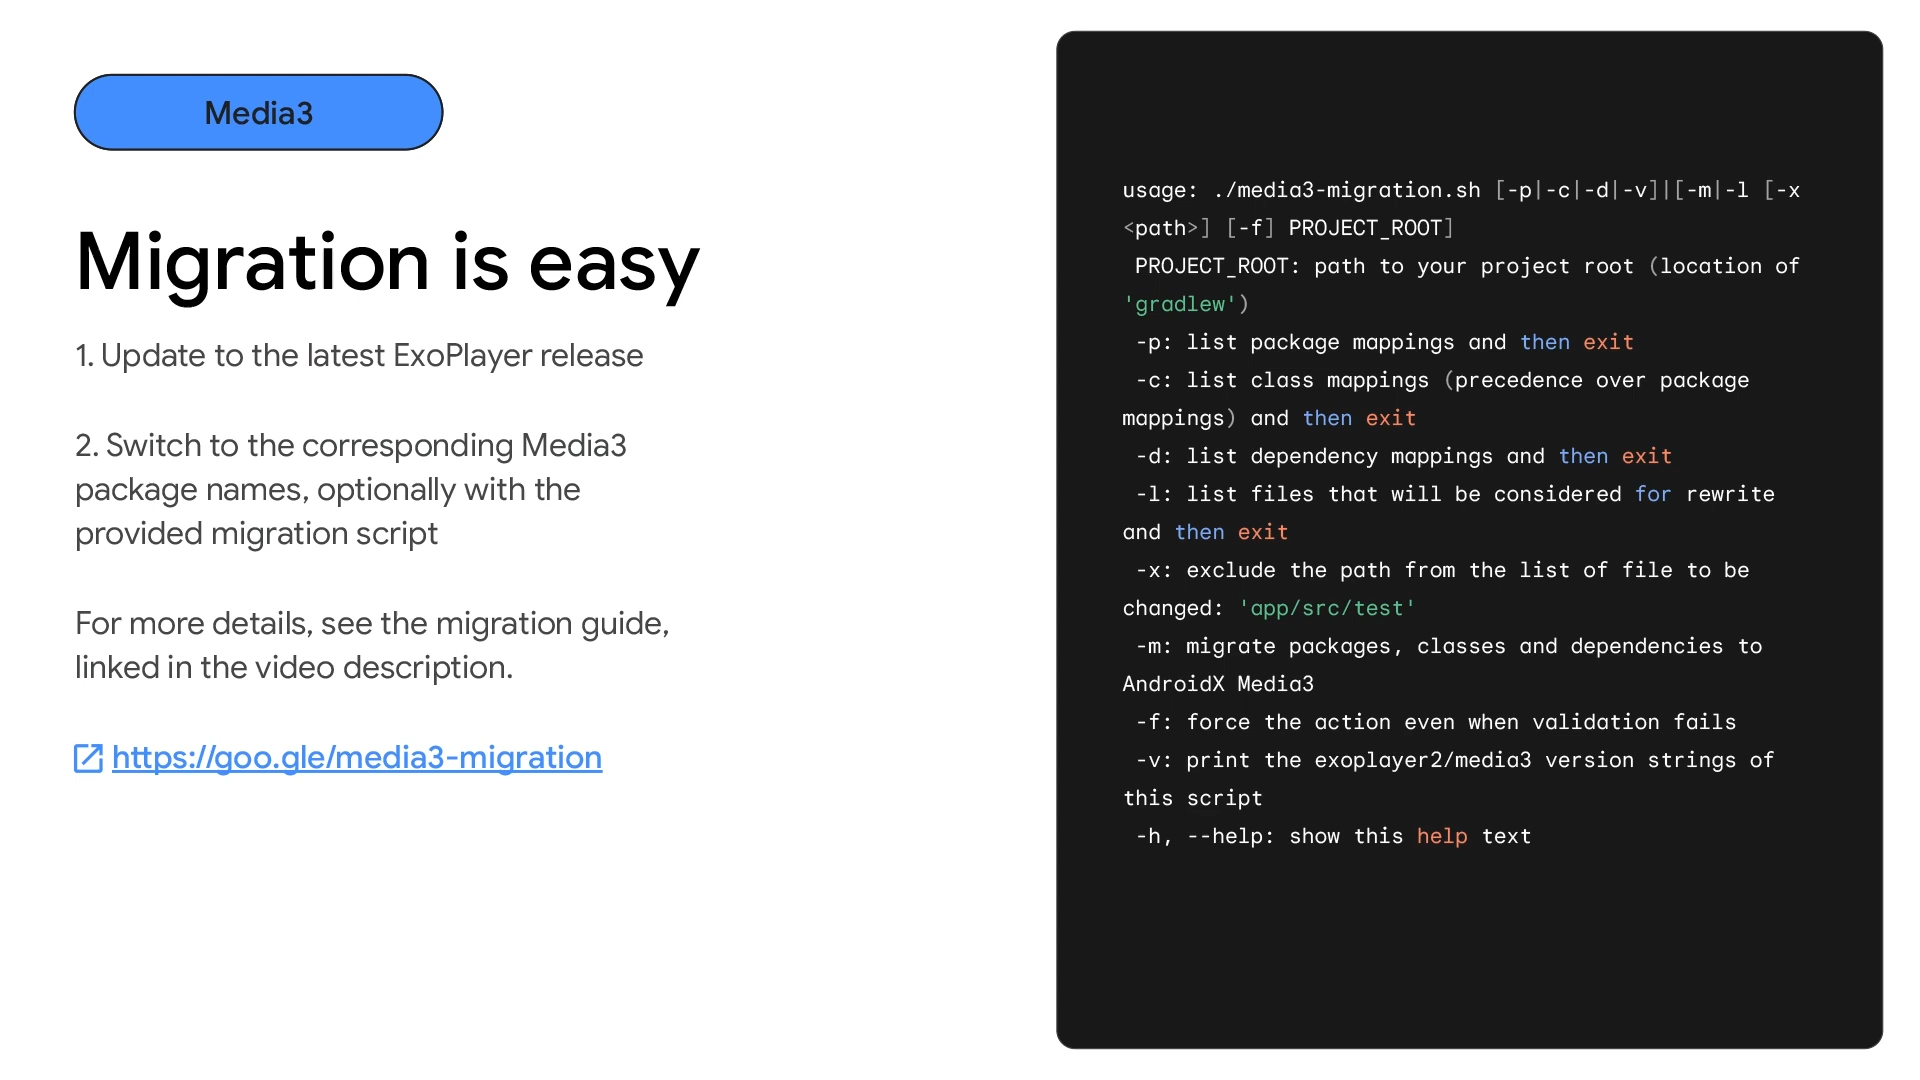 Media3
Migration is easy
1. Update to the latest ExoPlayer release
2. Switch to the corresponding Media3
package names, optionally with the
provided migration script
For more details, see the migration guide,
linked in the video description.
https://goo.gle/media3-migration
usage: ./media3-migration.sh [-p|-c|-d|-v]|[-m|-l [-x
<path>] [-f] PROJECT_ROOT]
PROJECT_ROOT: path to your project root (location of
'gradlew')
-p: list package mappings and then exit
-c: list class mappings (precedence over package
mappings) and then exit
-d: list dependency mappings and then exit
-l: list files that will be considered for rewrite
and then exit
-x: exclude the path from the list of file to be
changed: 'app/src/test'
-m: migrate packages, classes and dependencies to
AndroidX Media3
-f: force the action even when validation fails
-v: print the exoplayer2/media3 version strings of
this script
-h, --help: show this help text